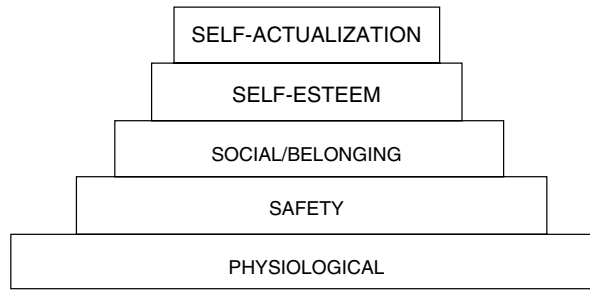 SELF-ACTUALIZATION
SELF-ESTEEM
SOCIAL/BELONGING
SAFETY
PHYSIOLOGICAL